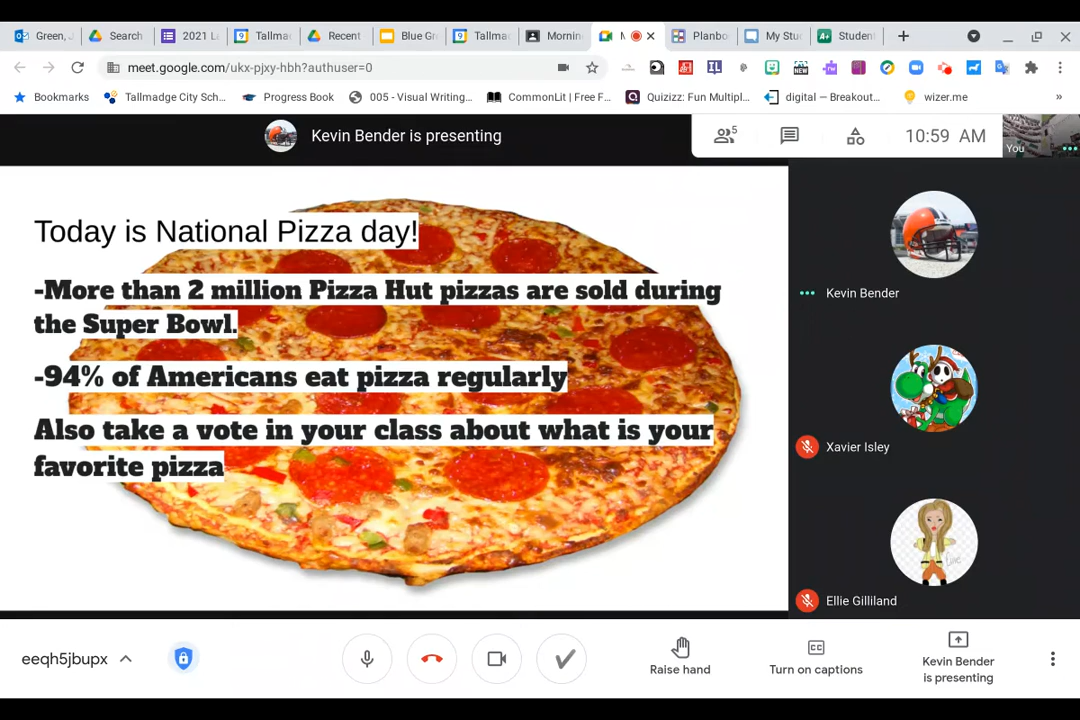 Green, J
Search
2021 L
Tallma
Recent
Blue Gr
Tallma
Mornin
Planbo
My Stu
Student
meet.google.com/ukx-pjxy-hbh?authuser=0
Bookmarks
Tallmadge City Sch...
Progress Book
005 - Visual Writing...
CommonLit | Free F...
Quizizz: Fun Multipl...
digital — Breakout...
wizer.me
»
Kevin Bender is presenting
5
10:59 AM
You
Today is National Pizza day!
-More than 2 million Pizza Hut pizzas are sold during
the Super Bowl.
-94% of Americans eat pizza regularly
Also take a vote in your class about what is your
favorite pizza
Kevin Bender
Xavier Isley
Ellie Gilliland
eeqh5jbupx
Raise hand
Turn on captions
Kevin Bender
is presenting